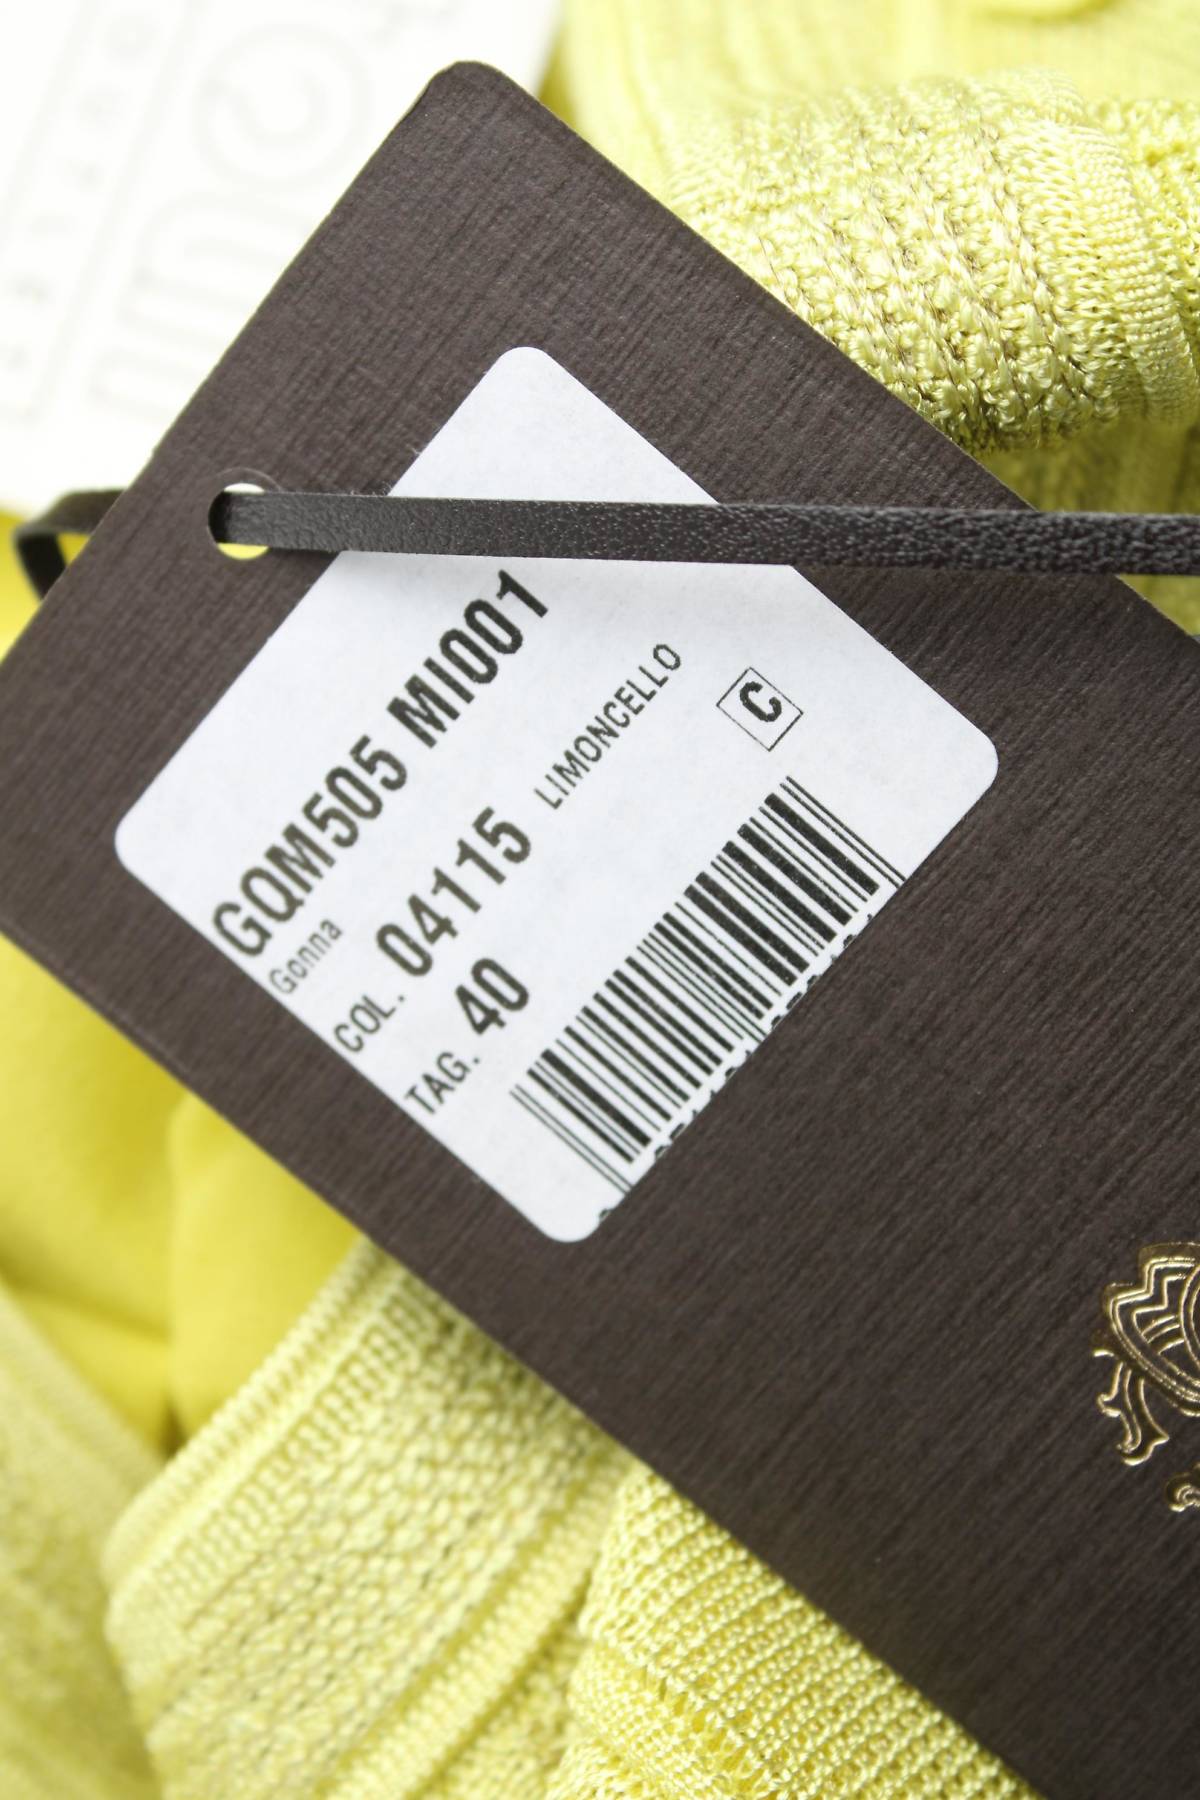 GQM505 MI001
Gonna
COL. 04115 LIMONCELLO
TAG. 40
C